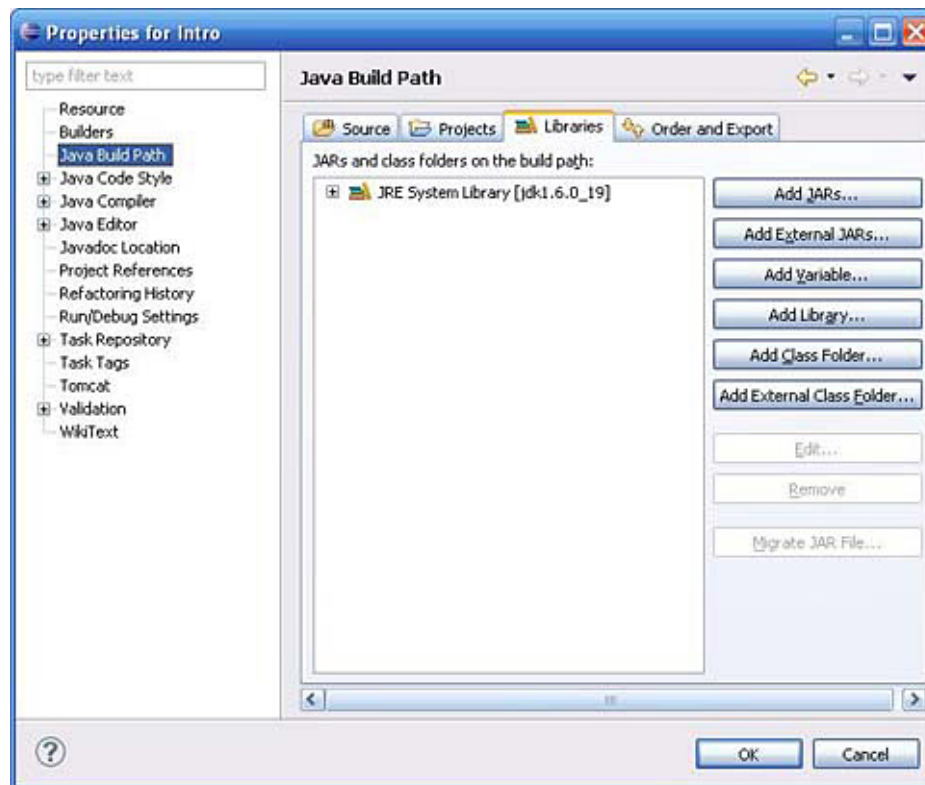 Properties for Intro
type filter text
Resource
Builders
Java Build Path
Java Code Style
Java Compiler
Java Editor
Javadoc Location
Project References
Refactoring History
Run/Debug Settings
Task Repository
Task Tags
Tomcat
Validation
WikiText
Java Build Path
Source Projects Libraries Order and Export
JARs and class folders on the build path:
JRE System Library [jdk1.6.0_19]
Add JARs...
Add External JARs...
Add Variable...
Add Library...
Add Class Folder...
Add External Class Folder...
Edit...
Remove
Migrate JAR File...
?
OK Cancel